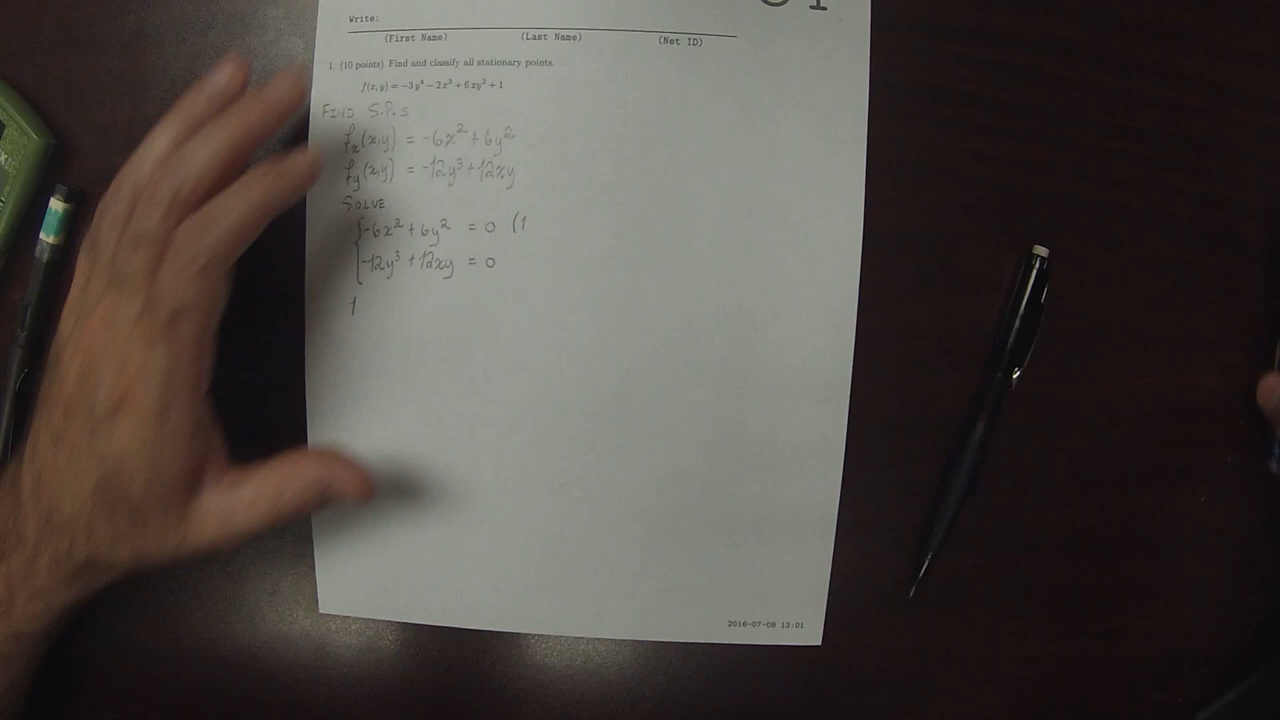 Write:
(First Name) (Last Name) (Net ID)
1. (10 points) Find and classify all stationary points.
f(x, y) = −3y⁴ − 2x³ + 6xy² + 1
FIND S.P.S
fₓ(x,y) = -6x² + 6y²
f_y(x,y) = -12y³ + 12xy
SOLVE
-6x² + 6y² = 0 (1
-12y³ + 12xy = 0
1
2016-07-08 13:01